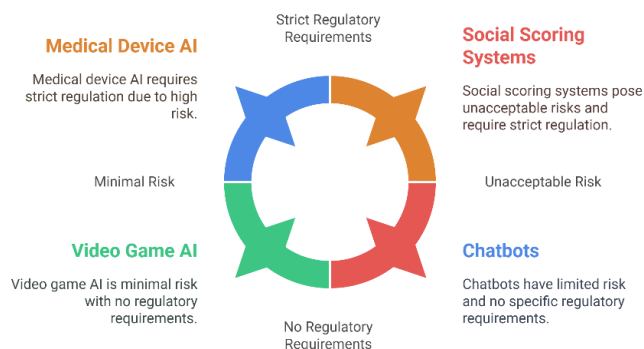 Strict Regulatory
Requirements
Medical Device AI
Medical device AI requires
strict regulation due to high
risk.
Social Scoring
Systems
Social scoring systems pose
unacceptable risks and
require strict regulation.
Minimal Risk
Unacceptable Risk
Video Game AI
Video game AI is minimal risk
with no regulatory
requirements.
Chatbots
Chatbots have limited risk
and no specific regulatory
requirements.
No Regulatory
Requirements